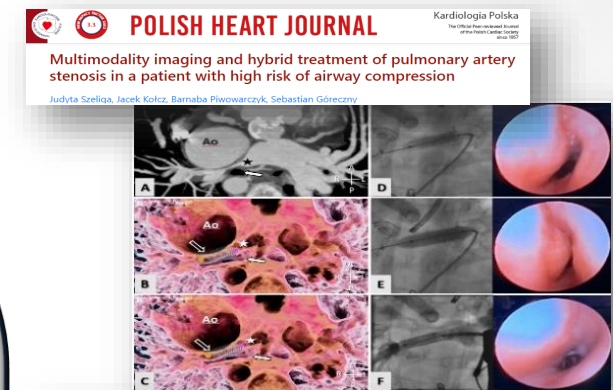 3.3
POLISH HEART JOURNAL
Kardiologia Polska
The Official Peer-reviewed Journal
of the Polish Cardiac Society
since 1957
Multimodality imaging and hybrid treatment of pulmonary artery
stenosis in a patient with high risk of airway compression
Judyta Szeliga, Jacek Kołcz, Barnaba Piwowarczyk, Sebastian Góreczny
Ao
P
A
D
Ao
B
E
Ao
C
F